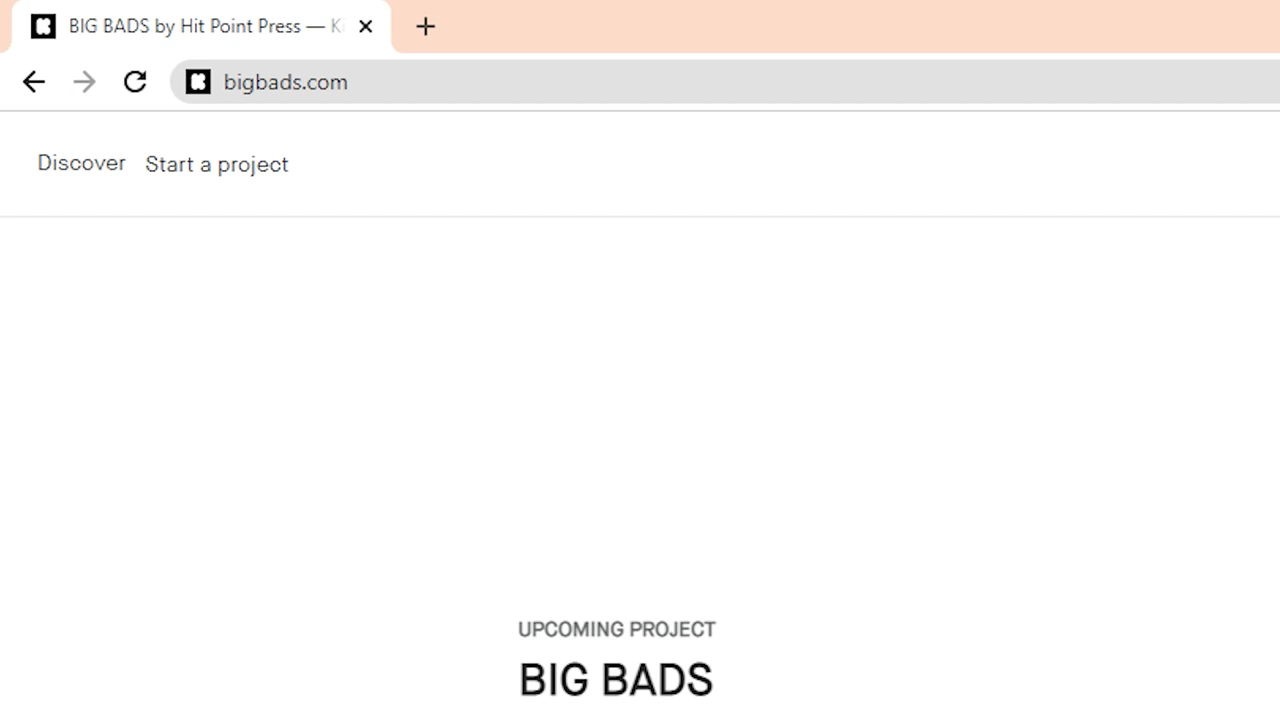 BIG BADS by Hit Point Press — K
bigbads.com
Discover Start a project
UPCOMING PROJECT
BIG BADS